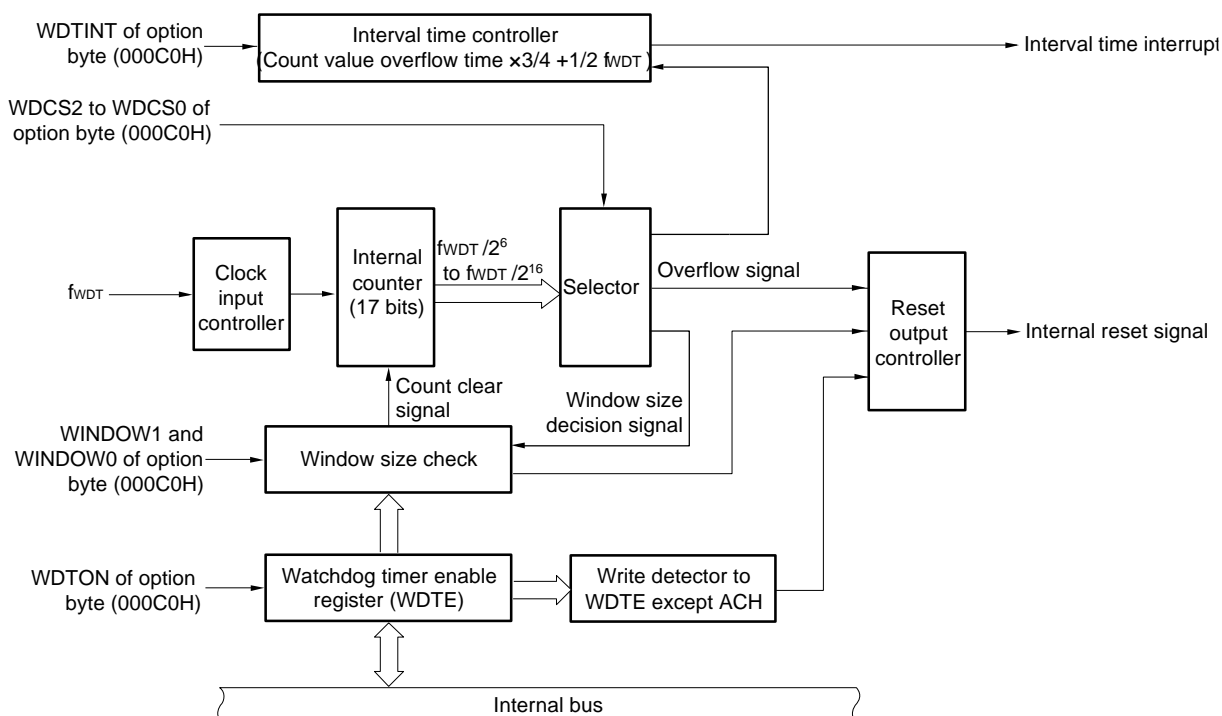 WDTINT of option
byte (000C0H)
Interval time controller
(Count value overflow time ×3/4 +1/2 fWDT )
Interval time interrupt
WDCS2 to WDCS0 of
option byte (000C0H)
fWDT
Clock
input
controller
Internal
counter
(17 bits)
fWDT /2⁶
to fWDT /2¹⁶
Selector
Overflow signal
Reset
output
controller
Internal reset signal
Count clear
signal
Window size
decision signal
WINDOW1 and
WINDOW0 of option
byte (000C0H)
Window size check
WDTON of option
byte (000C0H)
Watchdog timer enable
register (WDTE)
Write detector to
WDTE except ACH
Internal bus